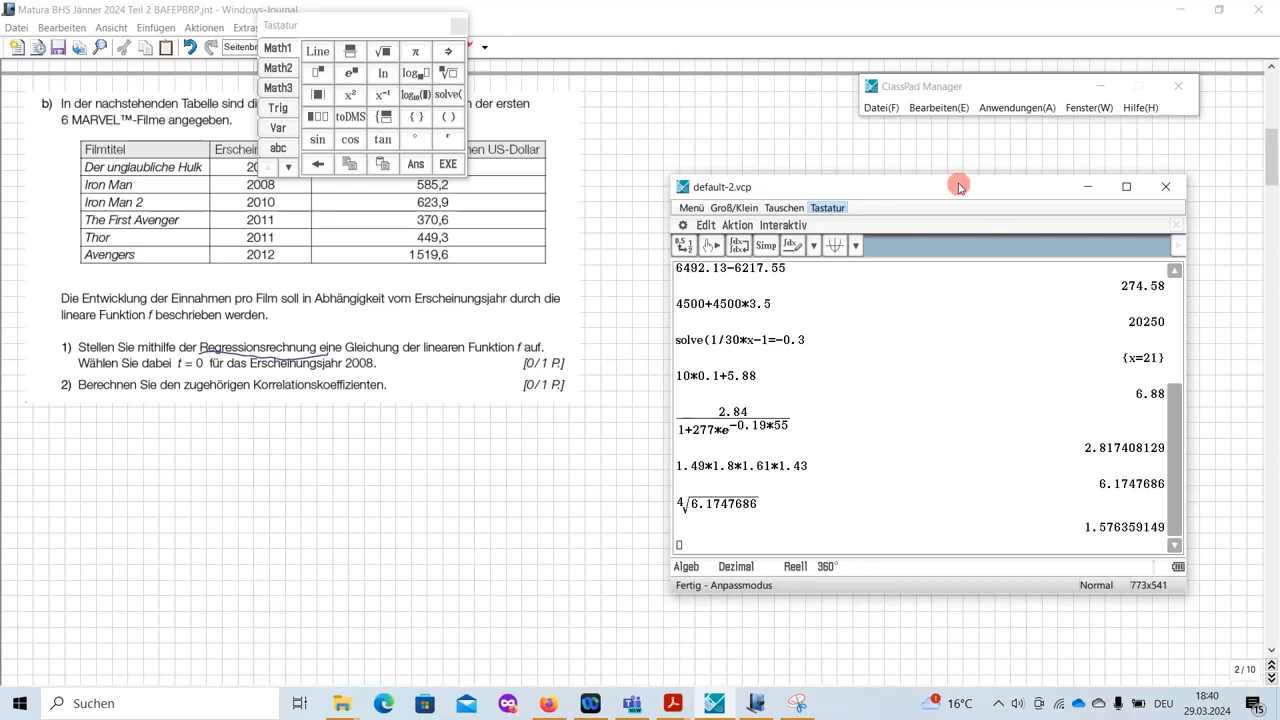 Matura BHS Jänner 2024 Teil 2 BAFEPBRP.jnt - Windows-Journal
Datei Bearbeiten Ansicht Einfügen Aktionen Extras
Tastatur
Math1 Line π
Math2 ln log
Math3 x² x⁻¹ log₁₀(■) solve(
Trig toDMS { } ( )
Var sin cos tan ° r
abc Ans EXE
b) In der nachstehenden Tabelle sind die
n der ersten
6 MARVEL™-Filme angegeben.
Filmtitel
nen US-Dollar
Der unglaubliche Hulk
Iron Man 2008 585,2
Iron Man 2 2010 623,9
The First Avenger 2011 370,6
Thor 2011 449,3
Avengers 2012 1 519,6
Die Entwicklung der Einnahmen pro Film soll in Abhängigkeit vom Erscheinungsjahr durch die
lineare Funktion f beschrieben werden.
1) Stellen Sie mithilfe der Regressionsrechnung eine Gleichung der linearen Funktion f auf.
Wählen Sie dabei t = 0 für das Erscheinungsjahr 2008. [0/1 P.]
2) Berechnen Sie den zugehörigen Korrelationskoeffizienten. [0/1 P.]
ClassPad Manager
Datei(F) Bearbeiten(E) Anwendungen(A) Fenster(W) Hilfe(H)
default-2.vcp
Menü Groß/Klein Tauschen Tastatur
Edit Aktion Interaktiv
Simp
6492.13-6217.55
274.58
4500+4500*3.5
20250
solve(1/30*x-1=-0.3
{x=21}
10*0.1+5.88
6.88
2.84
1+277*e^-0.19*55
2.817408129
1.49*1.8*1.61*1.43
6.1747686
4√6.1747686
1.576359149
Algeb Dezimal Reell 360°
Fertig - Anpassmodus Normal 773x541
2 / 10
Suchen
16°C DEU 18:40
29.03.2024